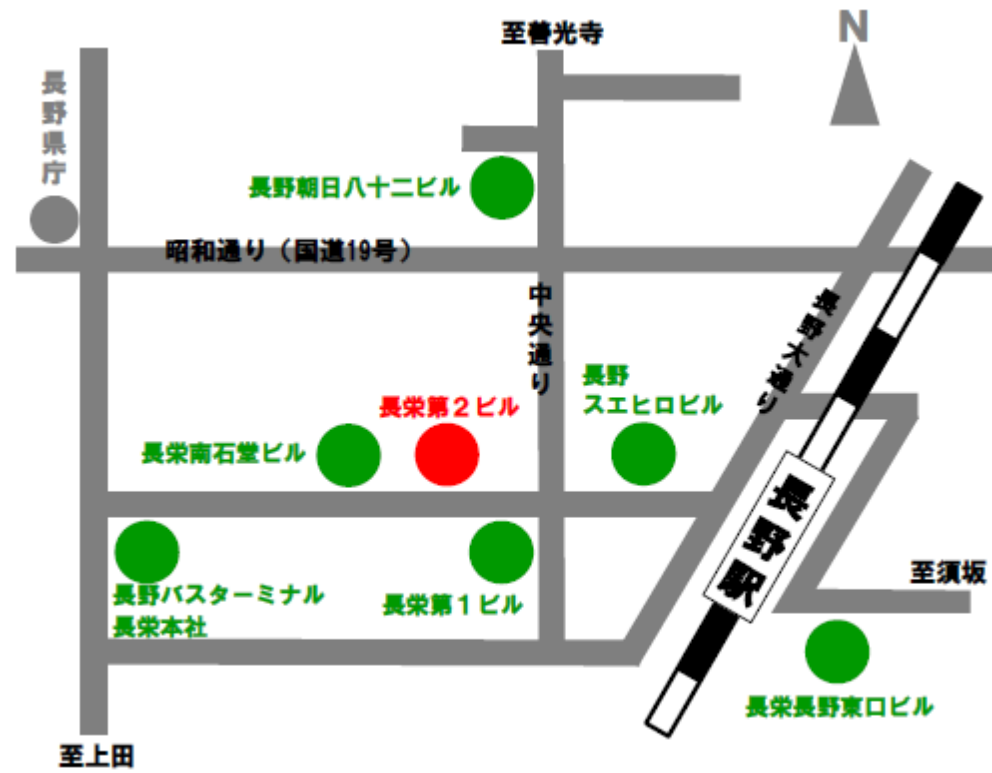 至善光寺
N
長野県庁
長野朝日八十二ビル
昭和通り（国道19号）
中央通り
長野大通り
長野
スエヒロビル
長栄第２ビル
長栄南石堂ビル
長野駅
長野バスターミナル
長栄本社
長栄第１ビル
至須坂
長栄長野東口ビル
至上田